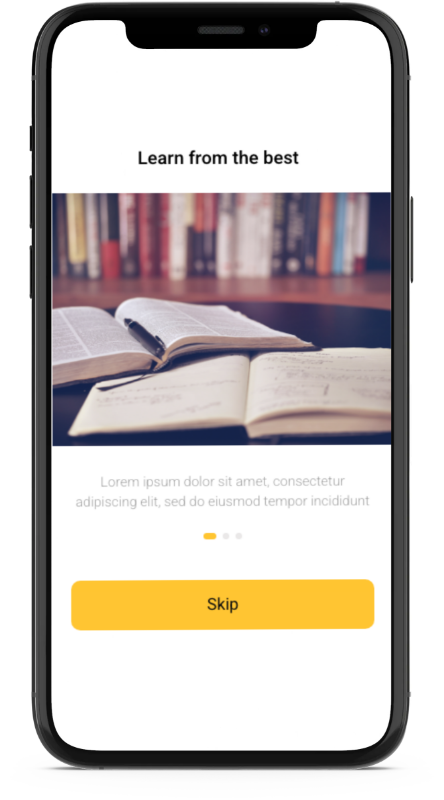 Learn from the best
Lorem ipsum dolor sit amet, consectetur
adipiscing elit, sed do eiusmod tempor incididunt
Skip